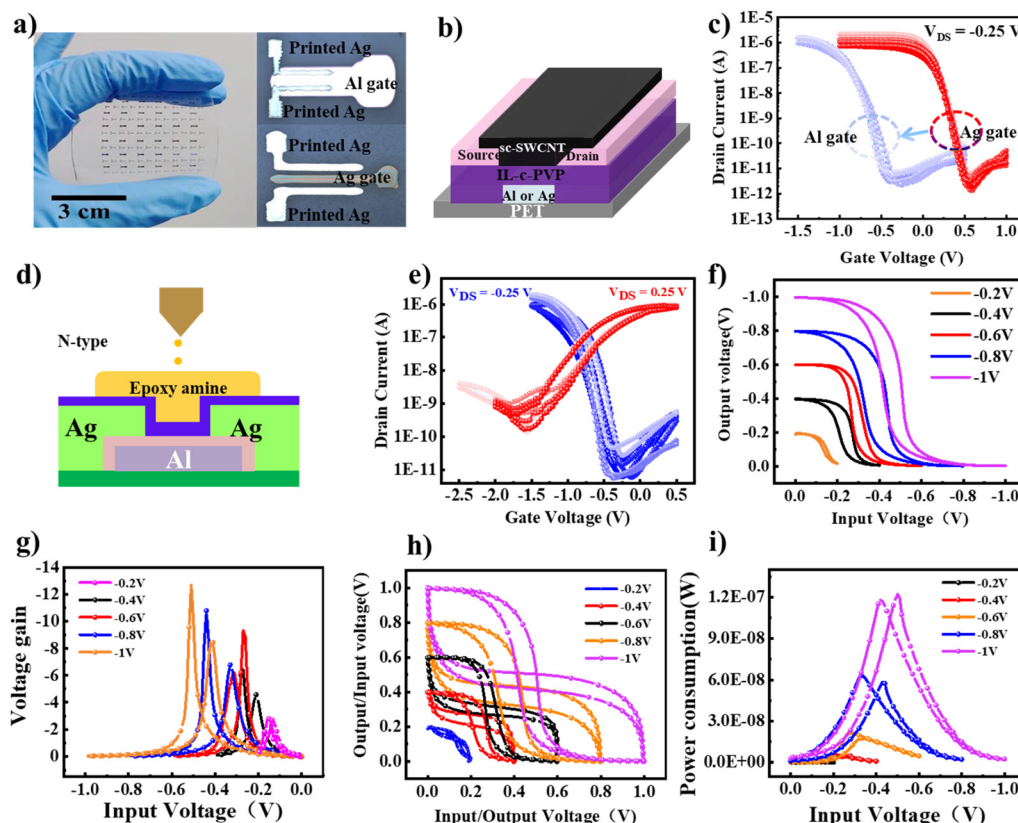 a)
Printed Ag
Al gate
Printed Ag
Printed Ag
Ag gate
Printed Ag
3 cm
b)
sc-SWCNT
Source
Drain
IL-c-PVP
Al or Ag
PET
c)
V_DS = -0.25 V
Al gate
Ag gate
Drain Current (A)
1E-5
1E-6
1E-7
1E-8
1E-9
1E-10
1E-11
1E-12
1E-13
-1.5 -1.0 -0.5 0.0 0.5 1.0
Gate Voltage (V)
d)
N-type
Epoxy amine
Ag
Ag
Al
e)
V_DS = -0.25 V
V_DS = 0.25 V
Drain Current (A)
1E-6
1E-7
1E-8
1E-9
1E-10
1E-11
-2.5 -2.0 -1.5 -1.0 -0.5 0.0 0.5
Gate Voltage (V)
f)
Output voltage(V)
-1.0
-0.8
-0.6
-0.4
-0.2
0.0
-0.2V
-0.4V
-0.6V
-0.8V
-1V
0.0 -0.2 -0.4 -0.6 -0.8 -1.0
Input Voltage（V）
g)
Voltage gain
-14
-12
-10
-8
-6
-4
-2
0
-0.2V
-0.4V
-0.6V
-0.8V
-1V
-1.0 -0.8 -0.6 -0.4 -0.2 0.0
Input Voltage（V）
h)
Output/Input voltage(V)
1.0
0.8
0.6
0.4
0.2
0.0
-0.2V
-0.4V
-0.6V
-0.8V
-1V
0.0 0.2 0.4 0.6 0.8 1.0
Input/Output Voltage（V）
i)
Power consumption(W)
1.2E-07
9.0E-08
6.0E-08
3.0E-08
0.0E+00
-0.2V
-0.4V
-0.6V
-0.8V
-1V
0.0 -0.2 -0.4 -0.6 -0.8 -1.0
Input Voltage（V）